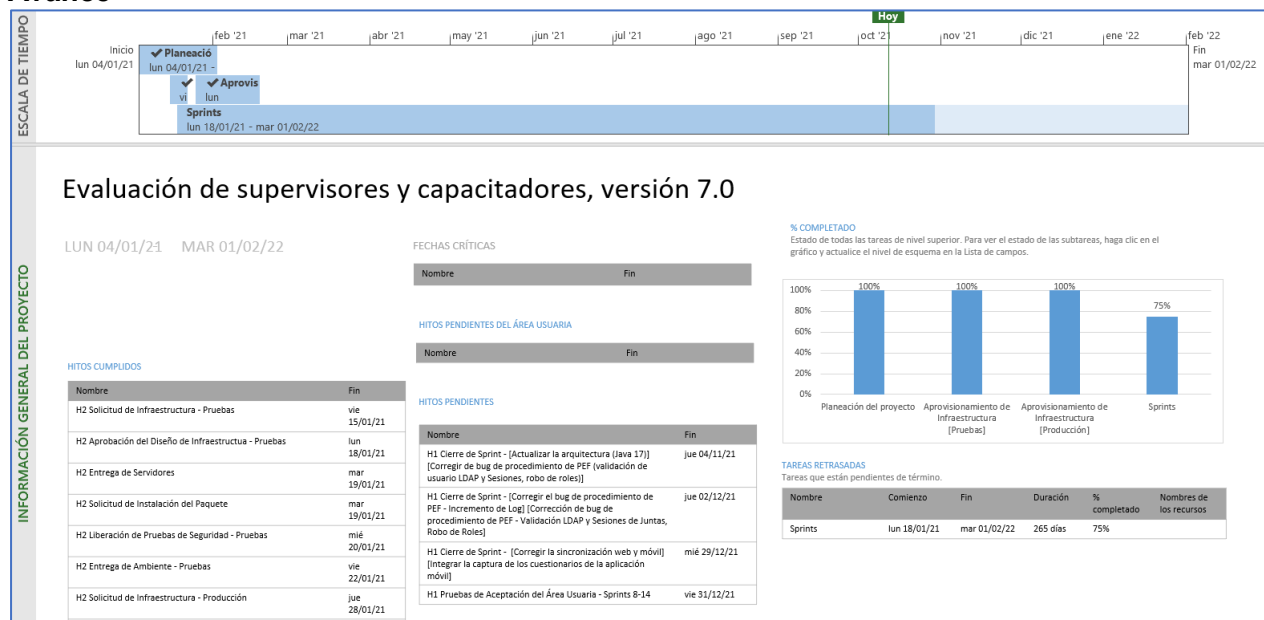 ESCALA DE TIEMPO
Hoy
feb '21 mar '21 abr '21 may '21 jun '21 jul '21 ago '21 sep '21 oct '21 nov '21 dic '21 ene '22 feb '22
Inicio
lun 04/01/21
✔ Planeació
lun 04/01/21 -
✔
vi
✔ Aprovis
lun
Sprints
lun 18/01/21 - mar 01/02/22
Fin
mar 01/02/22
INFORMACIÓN GENERAL DEL PROYECTO
Evaluación de supervisores y capacitadores, versión 7.0
LUN 04/01/21 MAR 01/02/22
HITOS CUMPLIDOS
Nombre Fin
H2 Solicitud de Infraestructura - Pruebas vie
15/01/21
H2 Aprobación del Diseño de Infraestructua - Pruebas lun
18/01/21
H2 Entrega de Servidores mar
19/01/21
H2 Solicitud de Instalación del Paquete mar
19/01/21
H2 Liberación de Pruebas de Seguridad - Pruebas mié
20/01/21
H2 Entrega de Ambiente - Pruebas vie
22/01/21
H2 Solicitud de Infraestructura - Producción jue
28/01/21
FECHAS CRÍTICAS
Nombre Fin
HITOS PENDIENTES DEL ÁREA USUARIA
Nombre Fin
HITOS PENDIENTES
Nombre Fin
H1 Cierre de Sprint - [Actualizar la arquitectura (Java 17)] jue 04/11/21
[Corregir de bug de procedimiento de PEF (validación de
usuario LDAP y Sesiones, robo de roles)]
H1 Cierre de Sprint - [Corregir el bug de procedimiento de jue 02/12/21
PEF - Incremento de Log] [Corrección de bug de
procedimiento de PEF - Validación LDAP y Sesiones de Juntas,
Robo de Roles]
H1 Cierre de Sprint - [Corregir la sincronización web y móvil] mié 29/12/21
[Integrar la captura de los cuestionarios de la aplicación
móvil]
H1 Pruebas de Aceptación del Área Usuaria - Sprints 8-14 vie 31/12/21
% COMPLETADO
Estado de todas las tareas de nivel superior. Para ver el estado de las subtareas, haga clic en el
gráfico y actualice el nivel de esquema en la Lista de campos.
100%
80%
60%
40%
20%
0%
100% 100% 100% 75%
Planeación del proyecto
Aprovisionamiento de
Infraestructura
[Pruebas]
Aprovisionamiento de
Infraestructura
[Producción]
Sprints
TAREAS RETRASADAS
Tareas que están pendientes de término.
Nombre Comienzo Fin Duración %
completado Nombres de
los recursos
Sprints lun 18/01/21 mar 01/02/22 265 días 75%